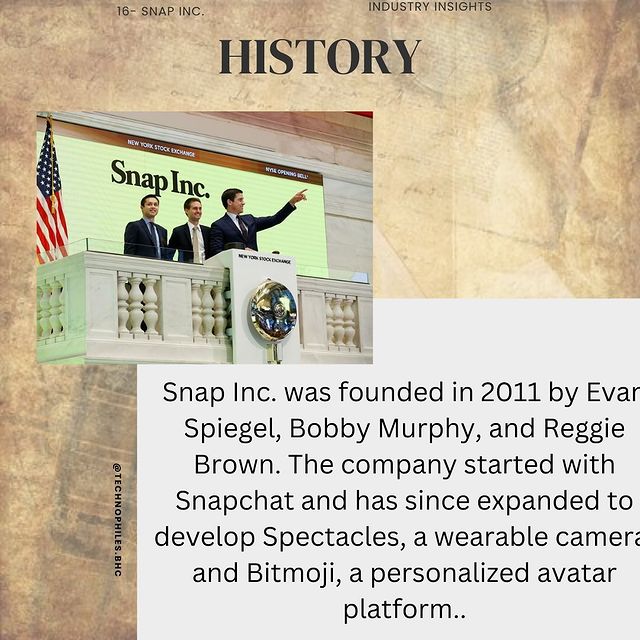 16- SNAP INC.
INDUSTRY INSIGHTS
HISTORY
NEW YORK STOCK EXCHANGE
NYSE OPENING BELL®
Snap Inc.
NEW YORK STOCK EXCHANGE
Snap Inc. was founded in 2011 by Evan
Spiegel, Bobby Murphy, and Reggie
Brown. The company started with
Snapchat and has since expanded to
develop Spectacles, a wearable camera
and Bitmoji, a personalized avatar
platform..
@TECHNOPHILES.BHC